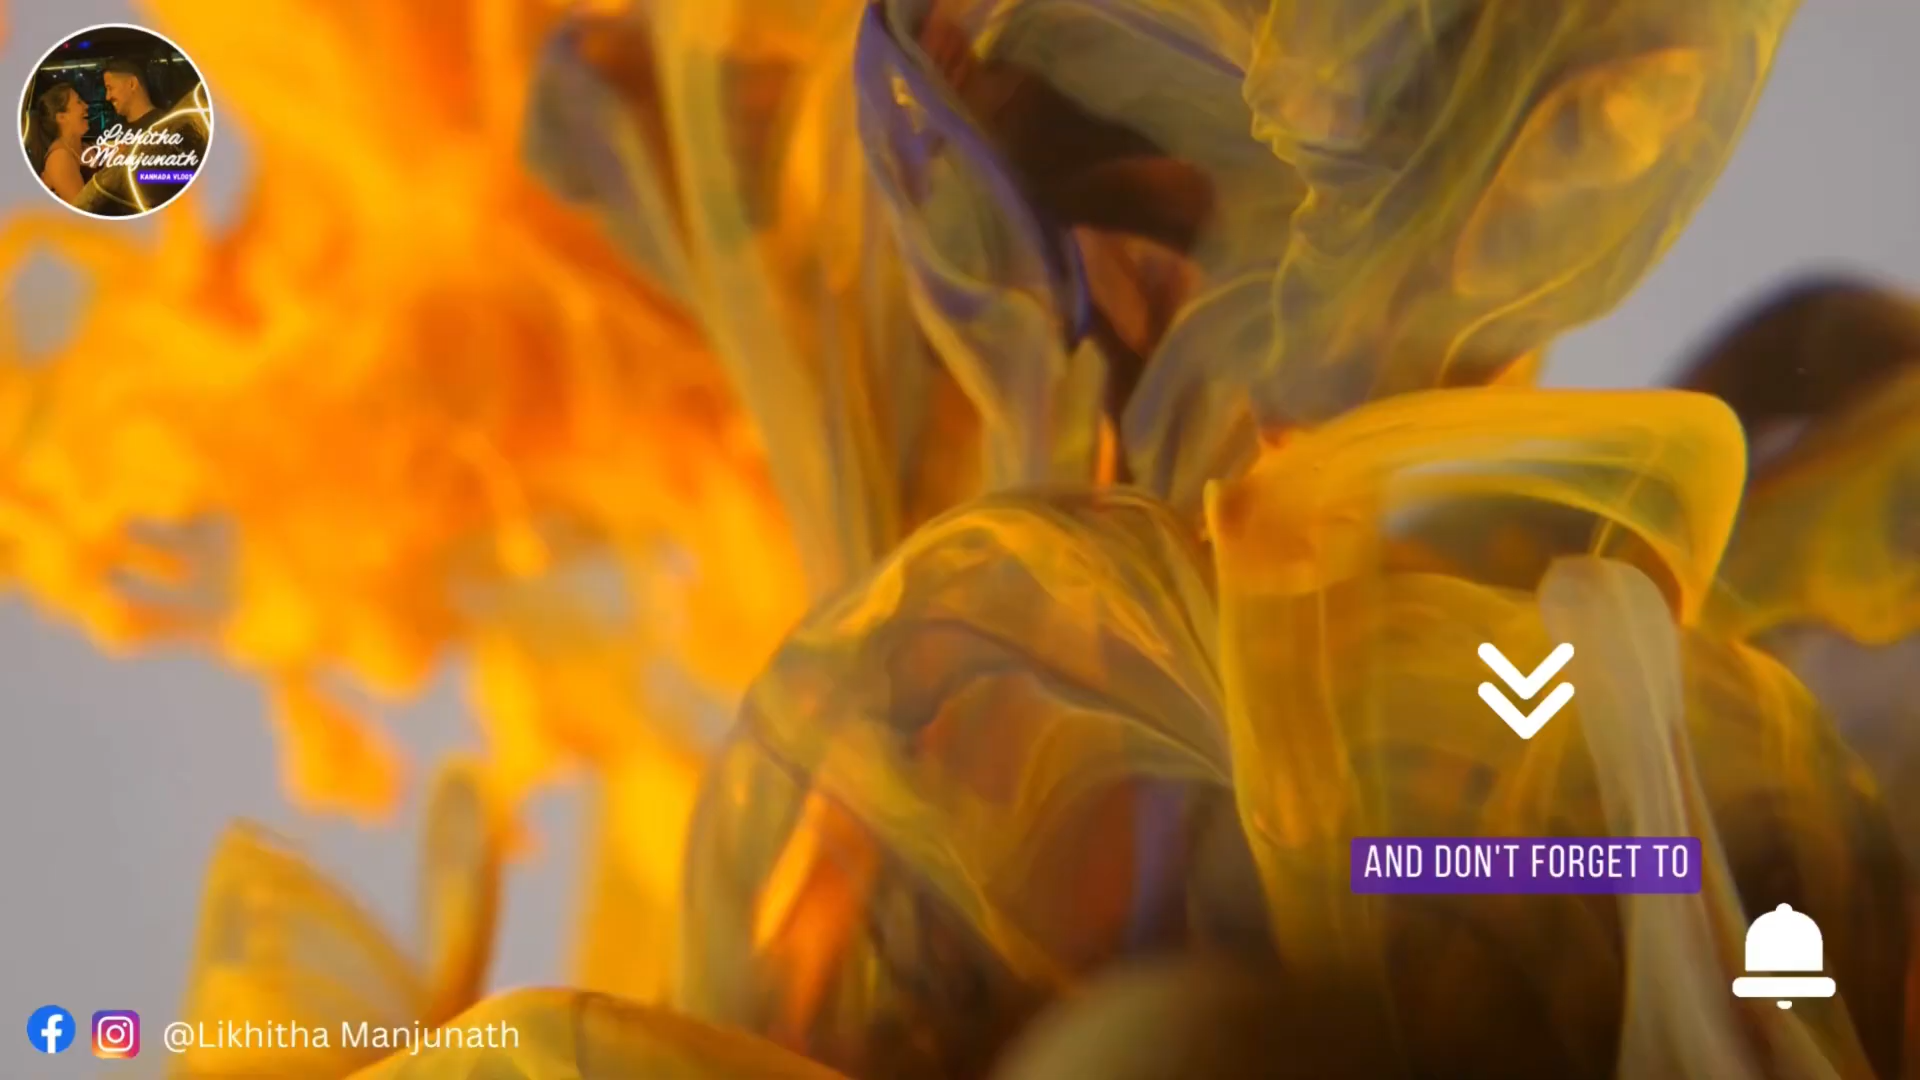 Likhitha
Manjunath
KANNADA VLOGS
AND DON'T FORGET TO
@Likhitha Manjunath